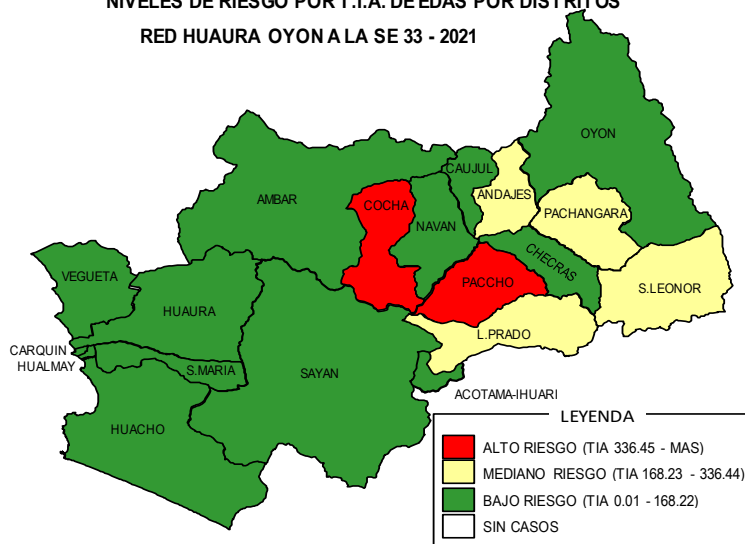 NIVELES DE RIESGO POR T.I.A. DE EDAS POR DISTRITOS
RED HUAURA OYON A LA SE 33 - 2021
OYON
CAUJUL
ANDAJES
AMBAR
COCHA
PACHANGARA
NAVAN
CHECRAS
VEGUETA
PACCHO
S.LEONOR
HUAURA
L.PRADO
CARQUIN
HUALMAY
S.MARIA
SAYAN
ACOTAMA-IHUARI
HUACHO
LEYENDA
ALTO RIESGO (TIA 336.45 - MAS)
MEDIANO RIESGO (TIA 168.23 - 336.44)
BAJO RIESGO (TIA 0.01 - 168.22)
SIN CASOS